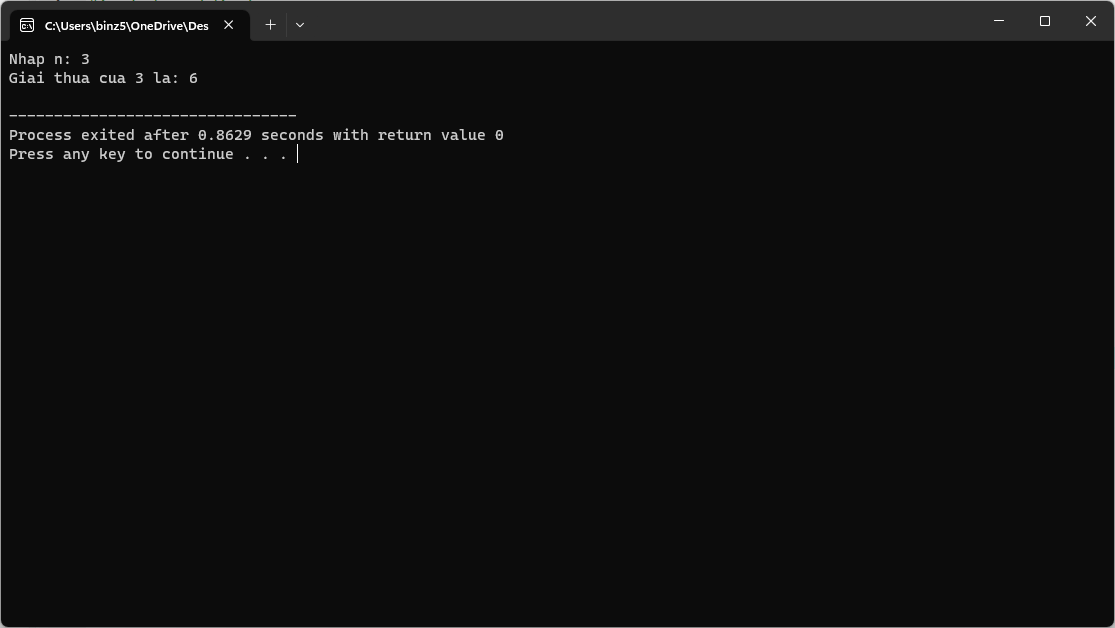 C:\Users\binz5\OneDrive\Des
Nhap n: 3
Giai thua cua 3 la: 6
--------------------------------
Process exited after 0.8629 seconds with return value 0
Press any key to continue . . .